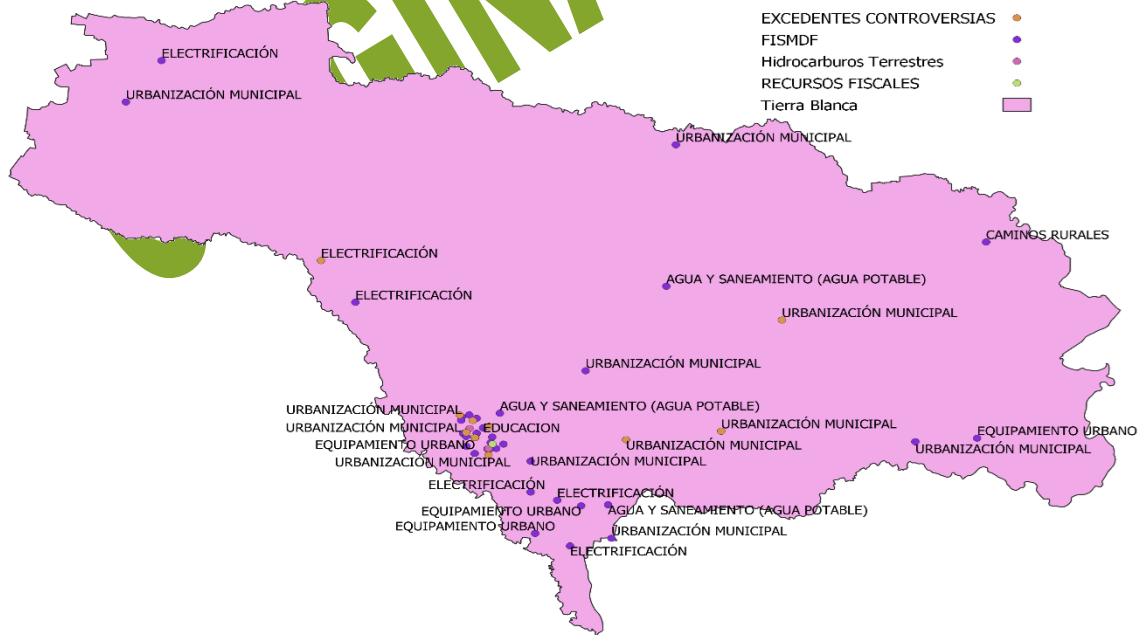 EXCEDENTES CONTROVERSIAS
FISMDF
Hidrocarburos Terrestres
RECURSOS FISCALES
Tierra Blanca
ELECTRIFICACIÓN
URBANIZACIÓN MUNICIPAL
URBANIZACIÓN MUNICIPAL
CAMINOS RURALES
ELECTRIFICACIÓN
AGUA Y SANEAMIENTO (AGUA POTABLE)
ELECTRIFICACIÓN
URBANIZACIÓN MUNICIPAL
URBANIZACIÓN MUNICIPAL
URBANIZACIÓN MUNICIPAL
AGUA Y SANEAMIENTO (AGUA POTABLE)
URBANIZACIÓN MUNICIPAL
EDUCACION
URBANIZACIÓN MUNICIPAL
EQUIPAMIENTO URBANO
EQUIPAMIENTO URBANO
URBANIZACIÓN MUNICIPAL
URBANIZACIÓN MUNICIPAL
URBANIZACIÓN MUNICIPAL
URBANIZACIÓN MUNICIPAL
ELECTRIFICACIÓN
ELECTRIFICACIÓN
EQUIPAMIENTO URBANO
AGUA Y SANEAMIENTO (AGUA POTABLE)
EQUIPAMIENTO URBANO
URBANIZACIÓN MUNICIPAL
ELECTRIFICACIÓN